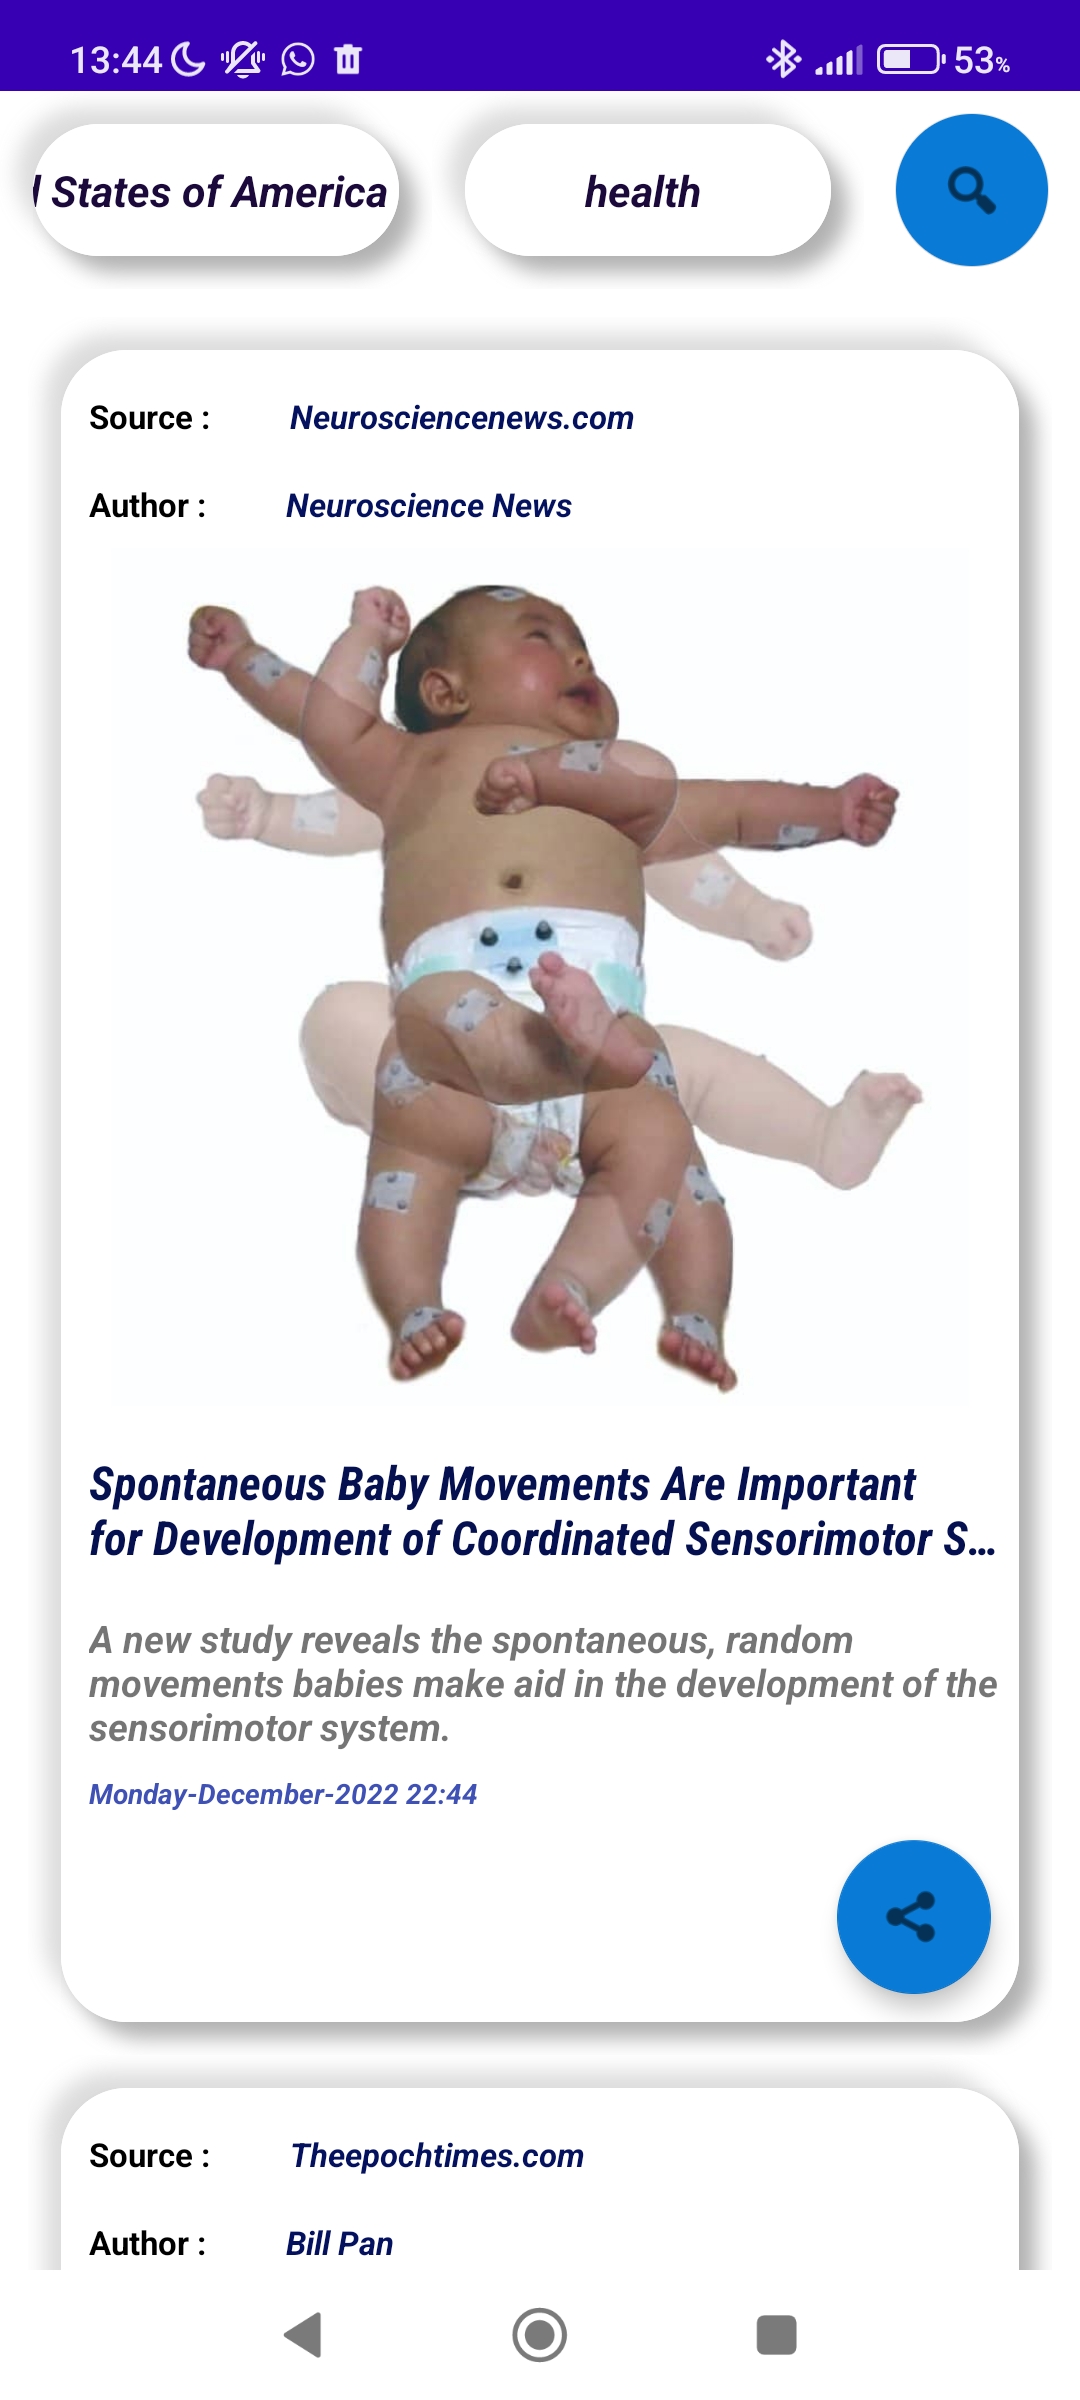 13:44
53%
States of America
health
Source : Neurosciencenews.com
Author : Neuroscience News
Spontaneous Baby Movements Are Important
for Development of Coordinated Sensorimotor S...
A new study reveals the spontaneous, random
movements babies make aid in the development of the
sensorimotor system.
Monday-December-2022 22:44
Source : Theepochtimes.com
Author : Bill Pan